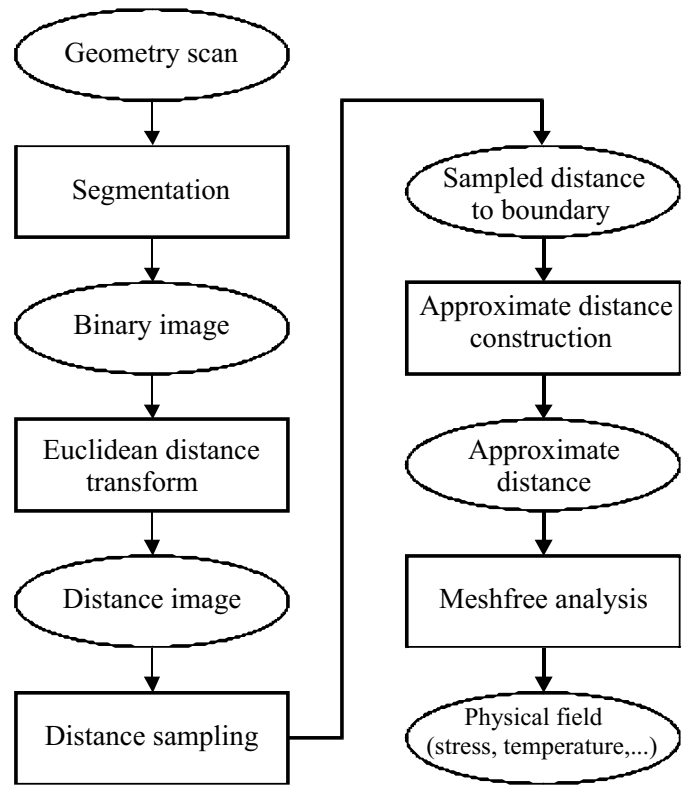 Geometry scan
Segmentation
Binary image
Euclidean distance
transform
Distance image
Distance sampling
Sampled distance
to boundary
Approximate distance
construction
Approximate
distance
Meshfree analysis
Physical field
(stress, temperature,...)